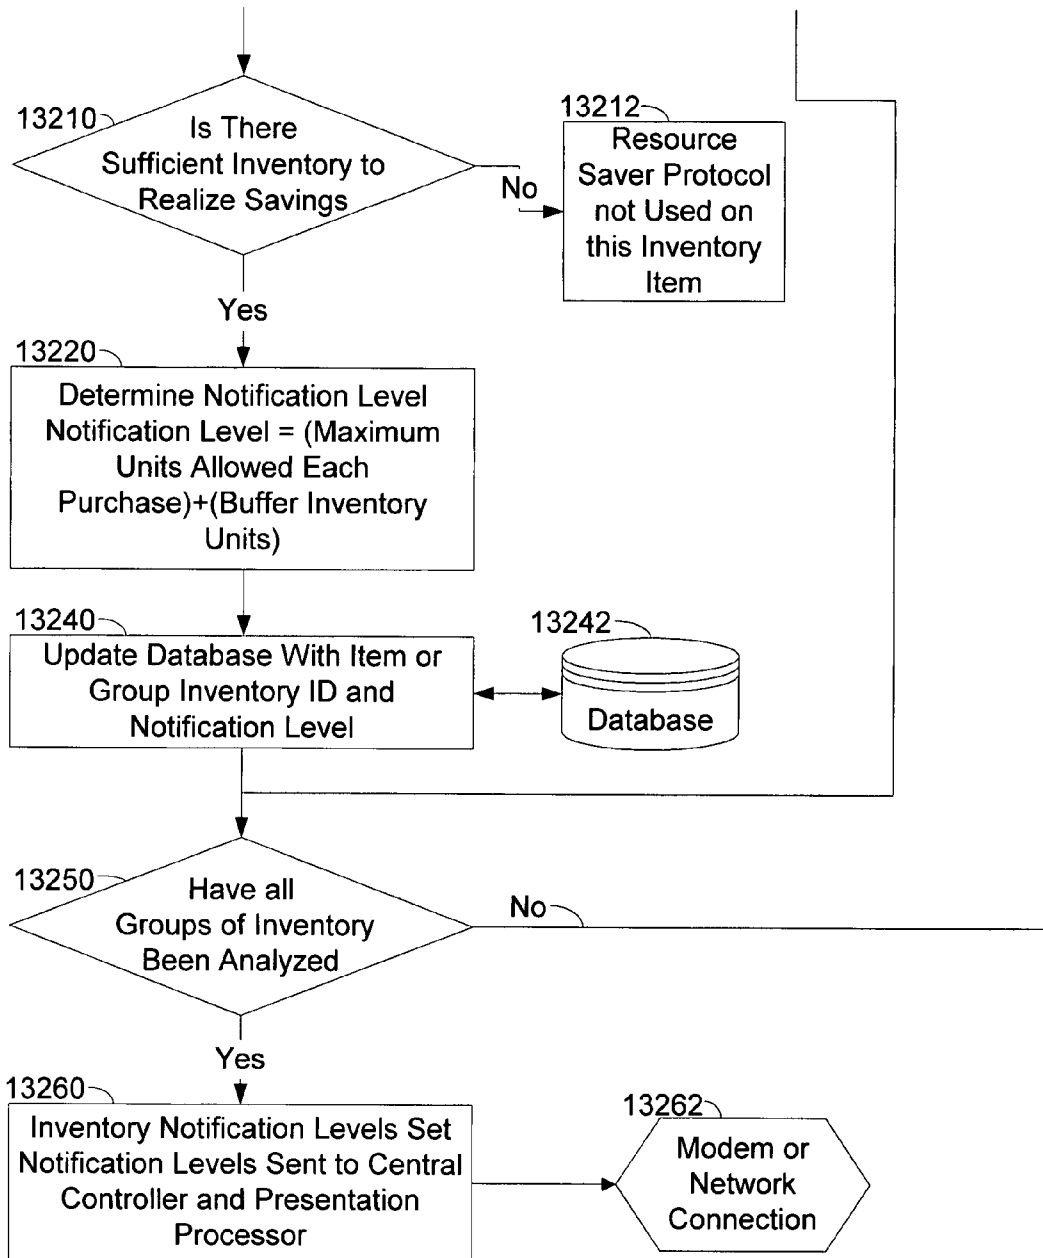 13210
Is There
Sufficient Inventory to
Realize Savings
No
13212
Resource
Saver Protocol
not Used on
this Inventory
Item
Yes
13220
Determine Notification Level
Notification Level = (Maximum
Units Allowed Each
Purchase)+(Buffer Inventory
Units)
13240
Update Database With Item or
Group Inventory ID and
Notification Level
13242
Database
13250
Have all
Groups of Inventory
Been Analyzed
No
Yes
13260
Inventory Notification Levels Set
Notification Levels Sent to Central
Controller and Presentation
Processor
13262
Modem or
Network
Connection